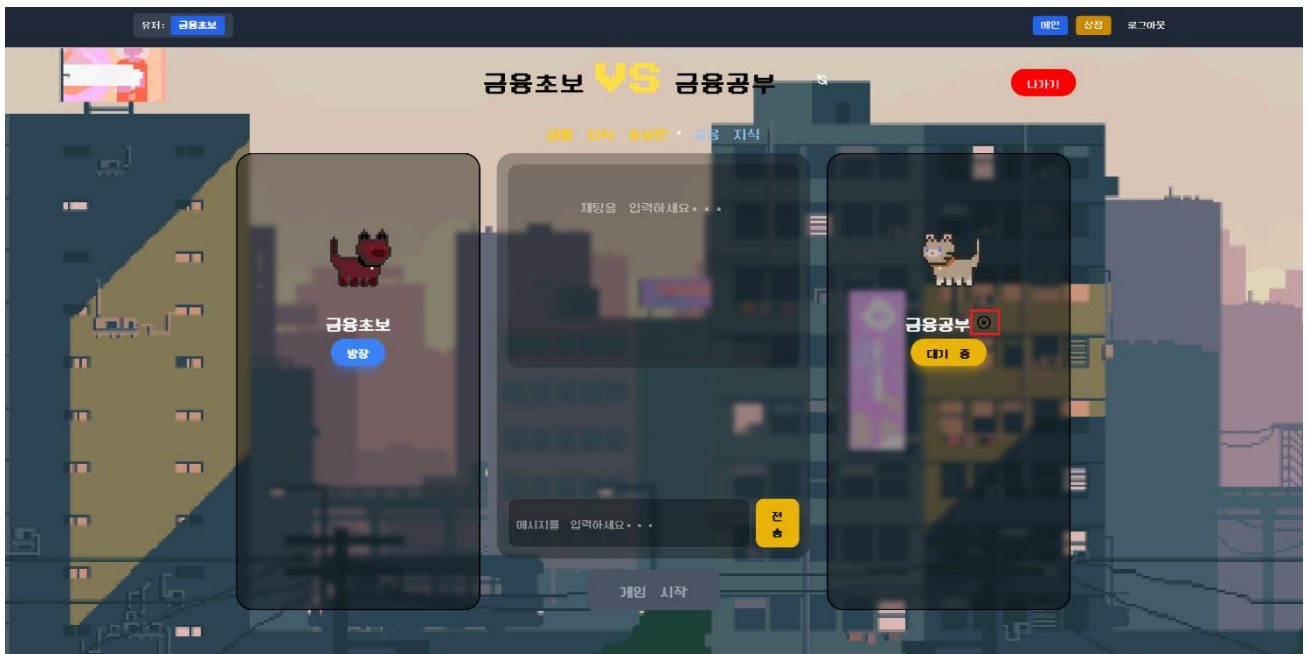 유저: 금융초보
메인 상점 로그아웃
금융초보 VS 금융공부
나가기
금융 지식 초보만 • 금융 지식
채팅을 입력하세요...
금융초보
방장
금융공부
대기 중
메시지를 입력하세요...
전
송
게임 시작